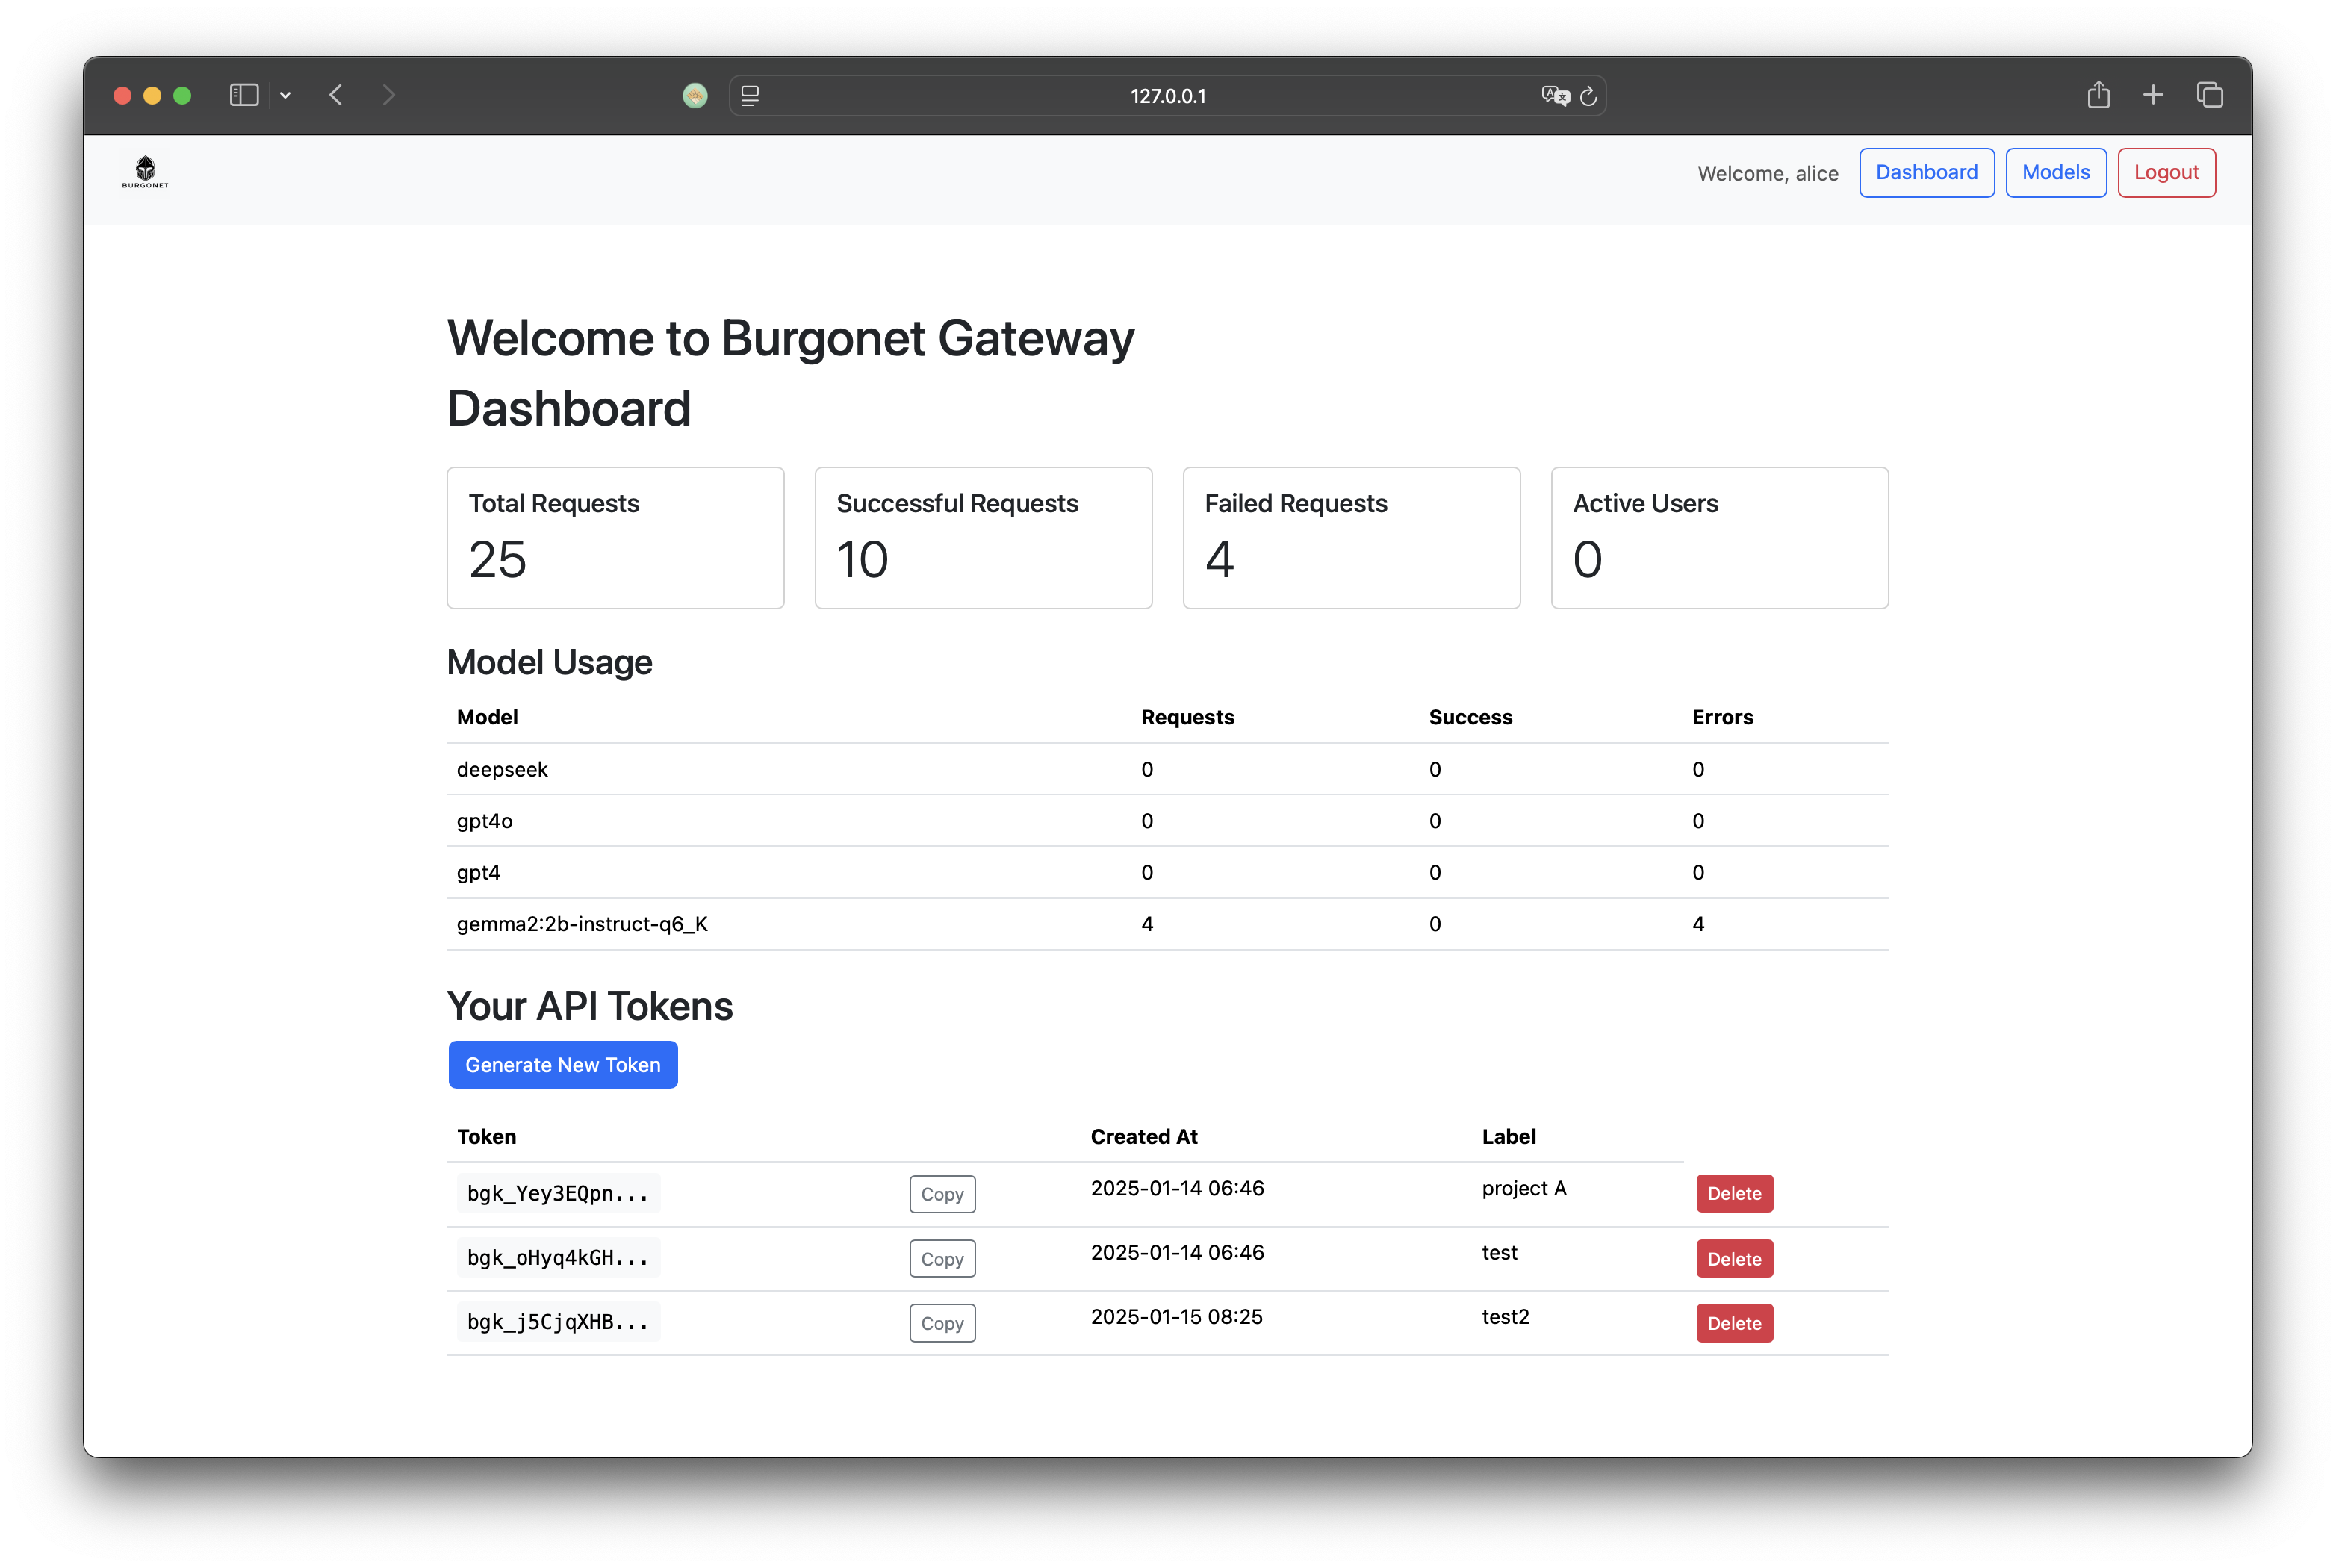 127.0.0.1
BURGONET
Welcome, alice Dashboard Models Logout
Welcome to Burgonet Gateway
Dashboard
Total Requests Successful Requests Failed Requests Active Users
25 10 4 0
Model Usage
Model Requests Success Errors
deepseek 0 0 0
gpt4o 0 0 0
gpt4 0 0 0
gemma2:2b-instruct-q6_K 4 0 4
Your API Tokens
Generate New Token
Token Created At Label
bgk_Yey3EQpn... Copy 2025-01-14 06:46 project A Delete
bgk_oHyq4kGH... Copy 2025-01-14 06:46 test Delete
bgk_j5CjqXHB... Copy 2025-01-15 08:25 test2 Delete